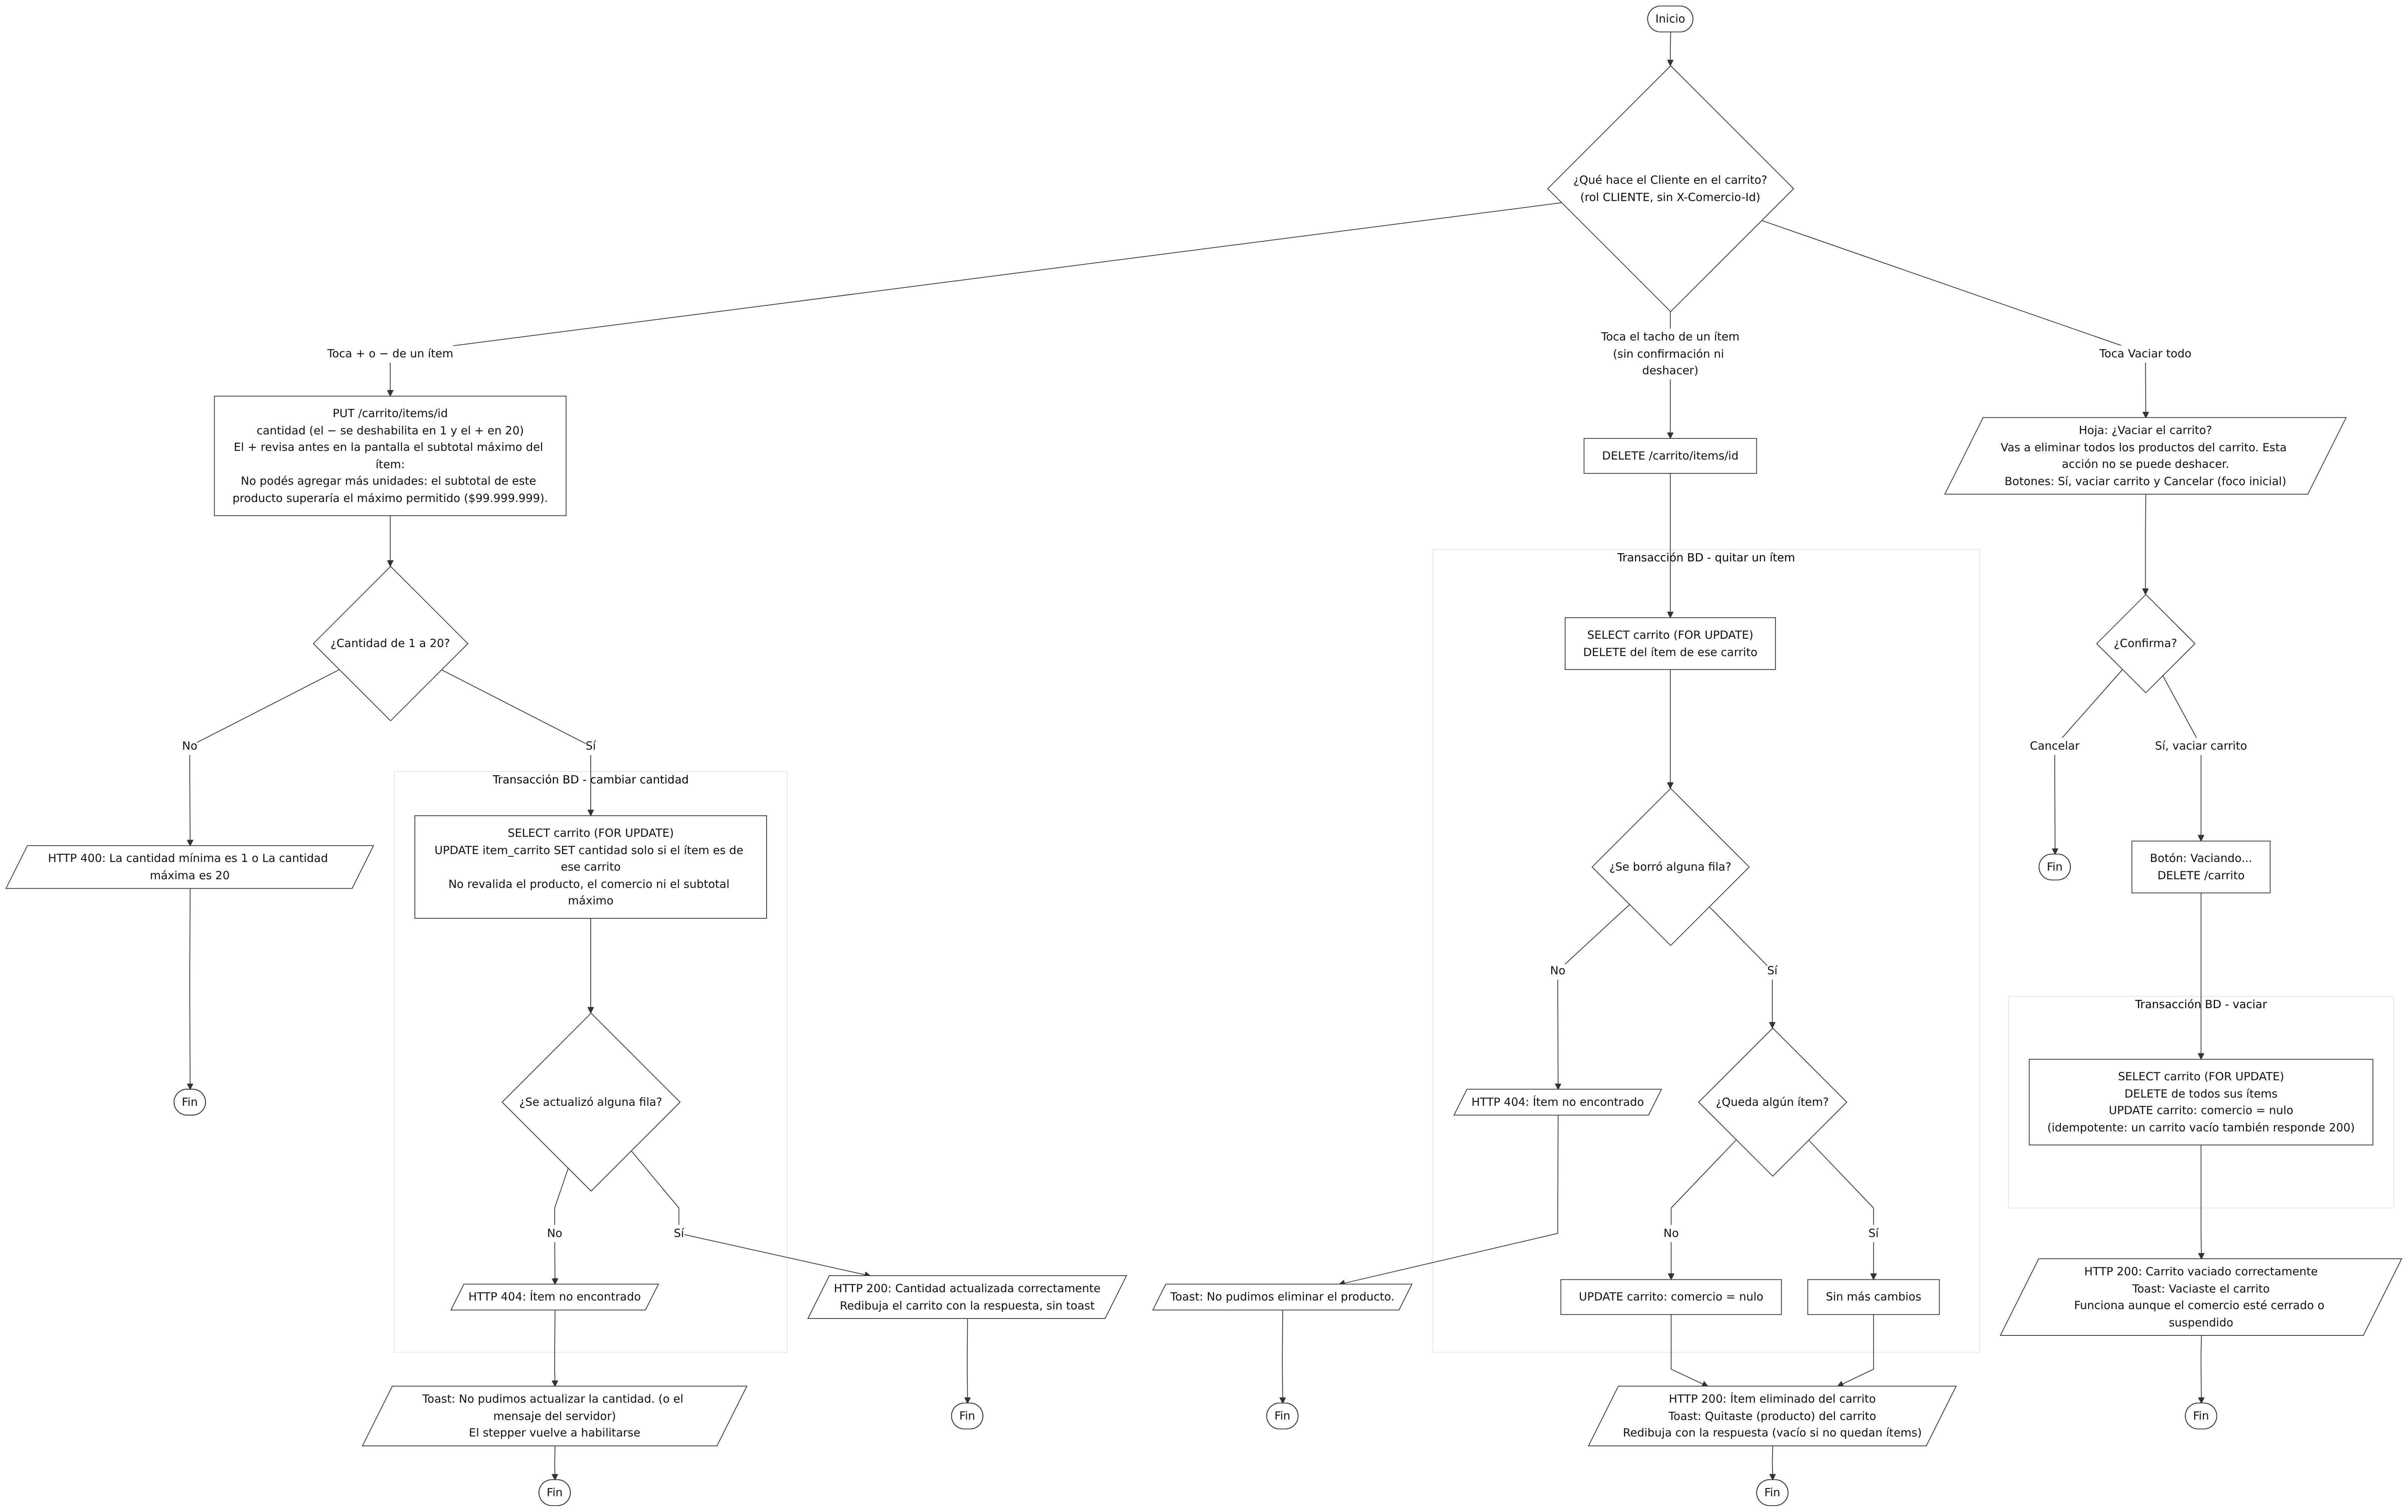 Inicio
¿Qué hace el Cliente en el carrito?
(rol CLIENTE, sin X-Comercio-Id)
Toca + o − de un ítem
Toca el tacho de un ítem
(sin confirmación ni
deshacer)
Toca Vaciar todo
PUT /carrito/items/id
cantidad (el − se deshabilita en 1 y el + en 20)
El + revisa antes en la pantalla el subtotal máximo del
ítem:
No podés agregar más unidades: el subtotal de este
producto superaría el máximo permitido ($99.999.999).
DELETE /carrito/items/id
Hoja: ¿Vaciar el carrito?
Vas a eliminar todos los productos del carrito. Esta
acción no se puede deshacer.
Botones: Sí, vaciar carrito y Cancelar (foco inicial)
Transacción BD - quitar un ítem
¿Cantidad de 1 a 20?
SELECT carrito (FOR UPDATE)
DELETE del ítem de ese carrito
¿Confirma?
No
Sí
Cancelar
Sí, vaciar carrito
Transacción BD - cambiar cantidad
HTTP 400: La cantidad mínima es 1 o La cantidad
máxima es 20
SELECT carrito (FOR UPDATE)
UPDATE item_carrito SET cantidad solo si el ítem es de
ese carrito
No revalida el producto, el comercio ni el subtotal
máximo
¿Se borró alguna fila?
Fin
Botón: Vaciando...
DELETE /carrito
No
Sí
Transacción BD - vaciar
Fin
¿Se actualizó alguna fila?
HTTP 404: Ítem no encontrado
¿Queda algún ítem?
SELECT carrito (FOR UPDATE)
DELETE de todos sus ítems
UPDATE carrito: comercio = nulo
(idempotente: un carrito vacío también responde 200)
No
Sí
No
Sí
HTTP 404: Ítem no encontrado
HTTP 200: Cantidad actualizada correctamente
Redibuja el carrito con la respuesta, sin toast
Toast: No pudimos eliminar el producto.
UPDATE carrito: comercio = nulo
Sin más cambios
HTTP 200: Carrito vaciado correctamente
Toast: Vaciaste el carrito
Funciona aunque el comercio esté cerrado o
suspendido
Toast: No pudimos actualizar la cantidad. (o el
mensaje del servidor)
El stepper vuelve a habilitarse
Fin
Fin
HTTP 200: Ítem eliminado del carrito
Toast: Quitaste (producto) del carrito
Redibuja con la respuesta (vacío si no quedan ítems)
Fin
Fin
Fin